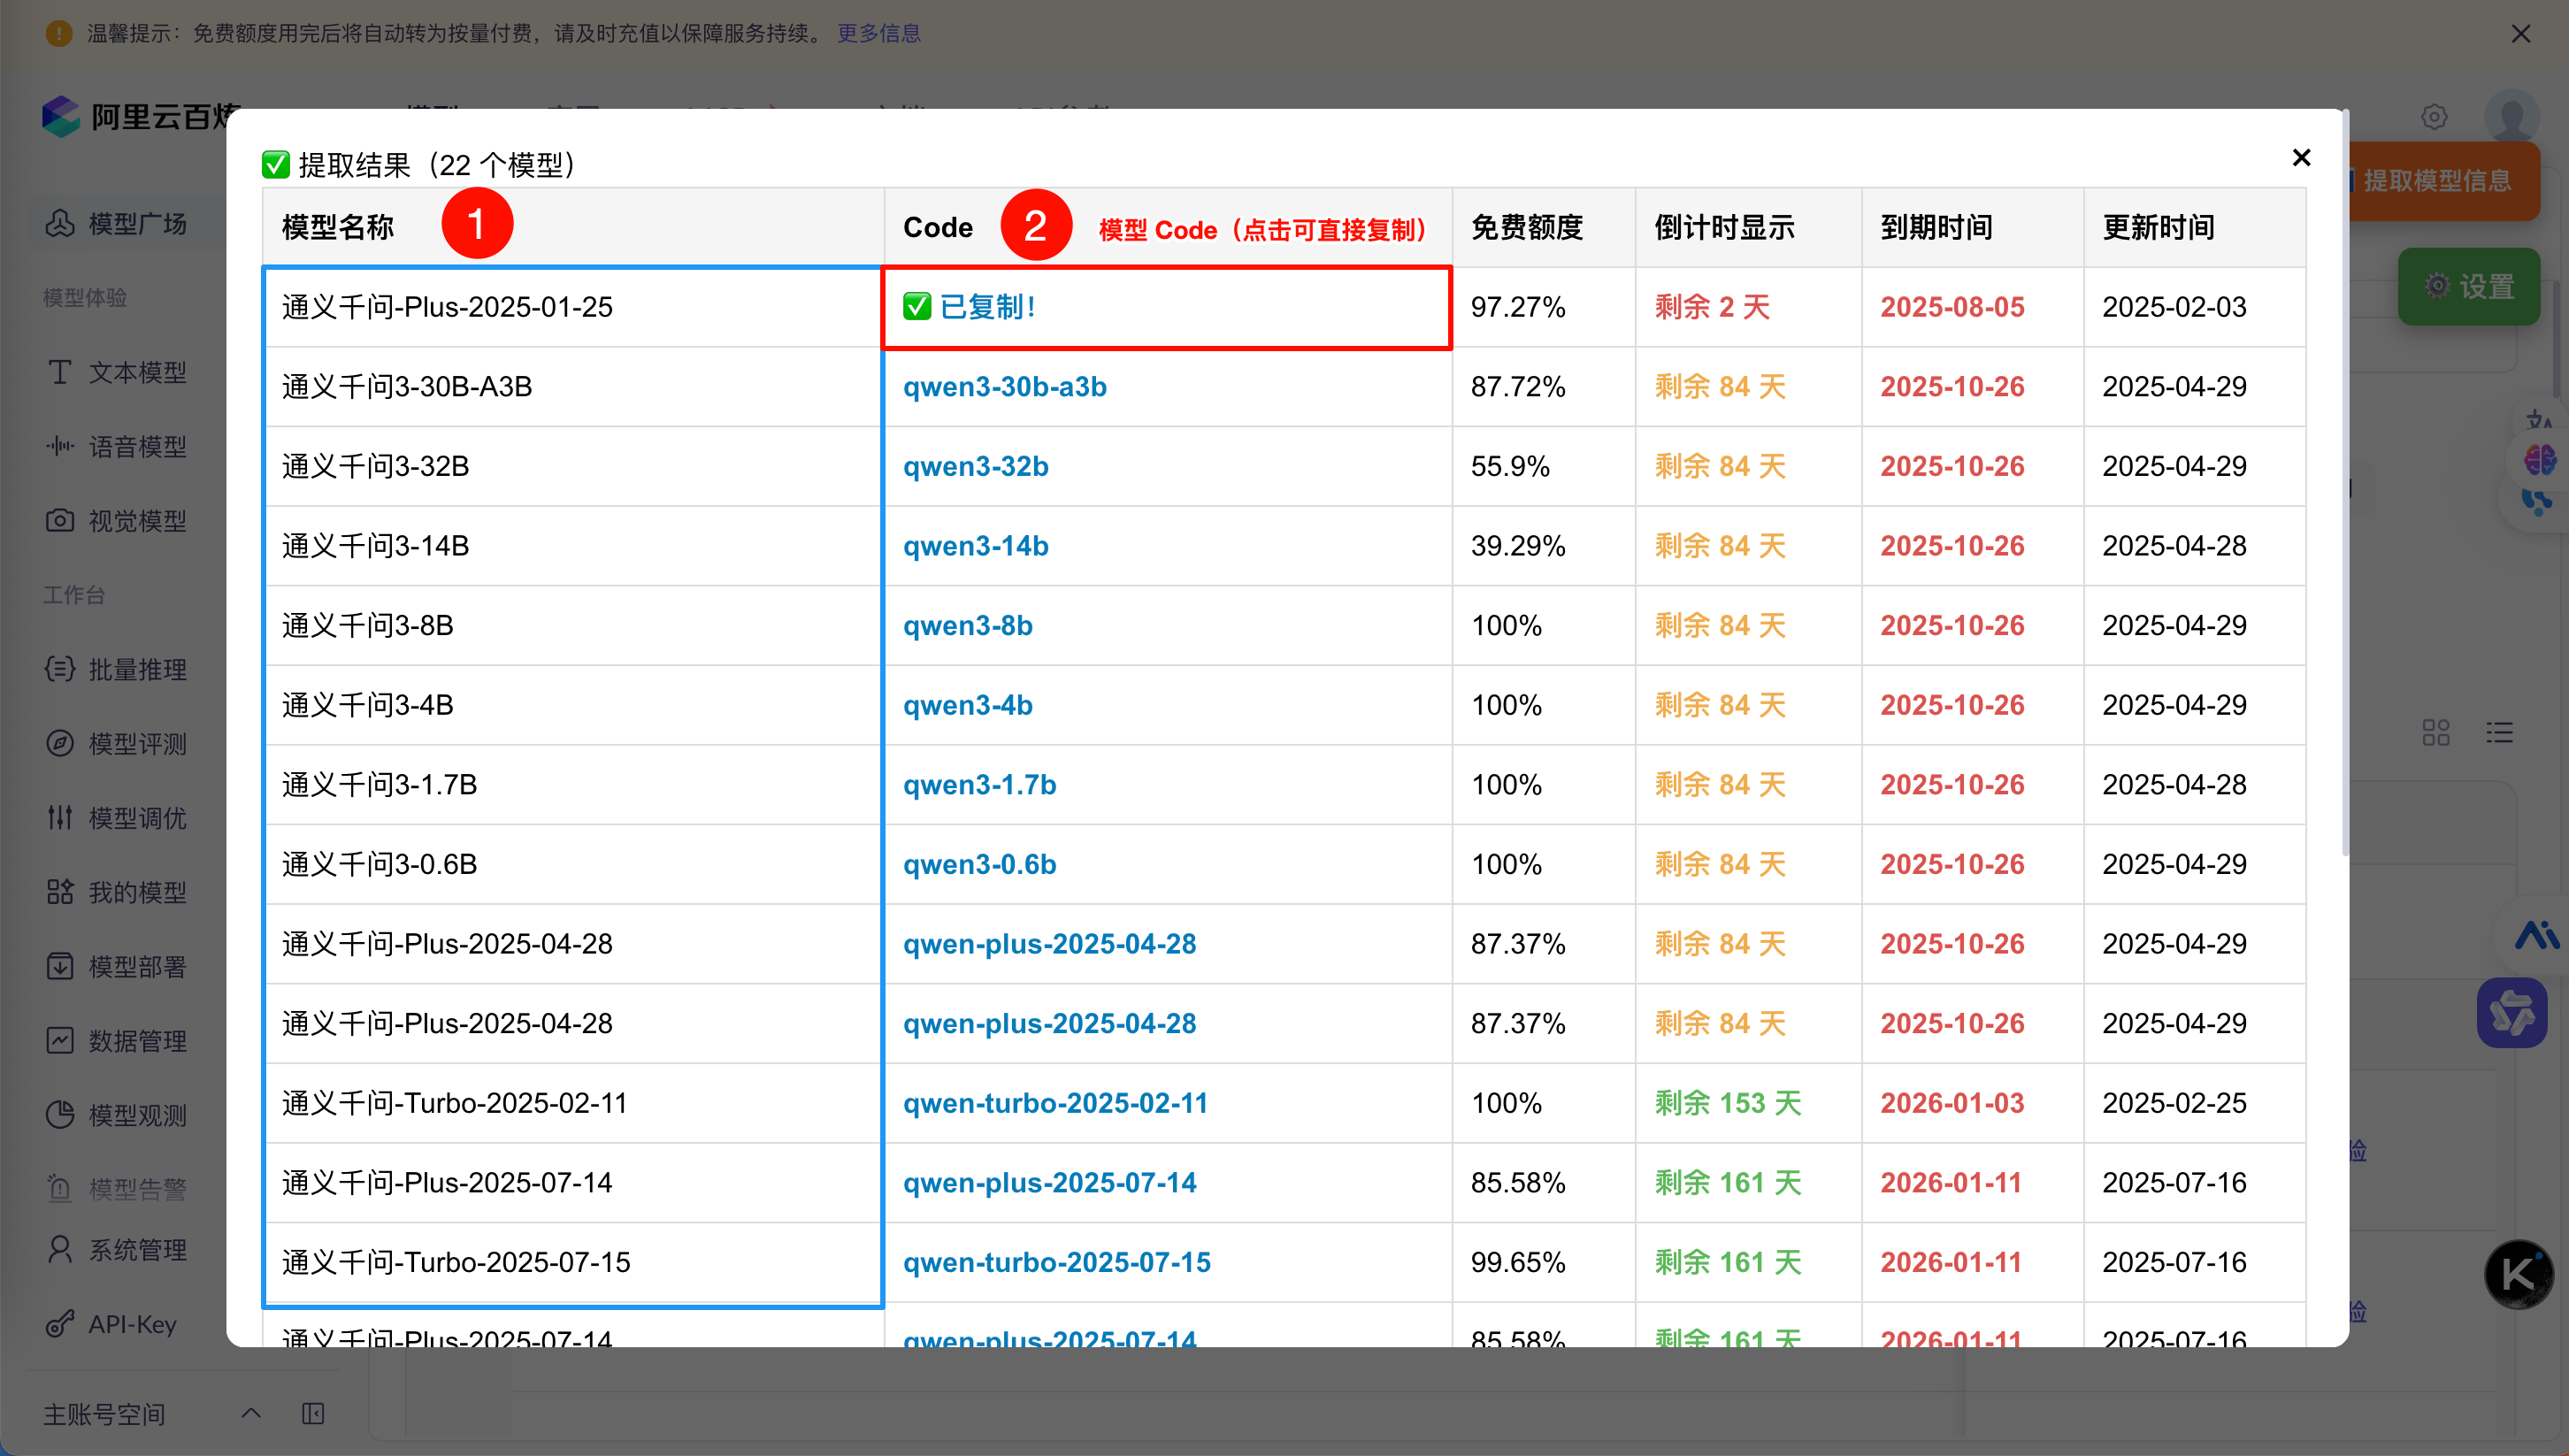 温馨提示：免费额度用完后将自动转为按量付费，请及时充值以保障服务持续。 更多信息
阿里云百炼
提取模型信息
设置
模型广场
模型体验
文本模型
语音模型
视觉模型
工作台
批量推理
模型评测
模型调优
我的模型
模型部署
数据管理
模型观测
模型告警
系统管理
API-Key
主账号空间
✅ 提取结果（22 个模型）
模型名称 1 Code 2 模型 Code（点击可直接复制） 免费额度 倒计时显示 到期时间 更新时间
通义千问-Plus-2025-01-25 ✅ 已复制! 97.27% 剩余 2 天 2025-08-05 2025-02-03
通义千问3-30B-A3B qwen3-30b-a3b 87.72% 剩余 84 天 2025-10-26 2025-04-29
通义千问3-32B qwen3-32b 55.9% 剩余 84 天 2025-10-26 2025-04-29
通义千问3-14B qwen3-14b 39.29% 剩余 84 天 2025-10-26 2025-04-28
通义千问3-8B qwen3-8b 100% 剩余 84 天 2025-10-26 2025-04-29
通义千问3-4B qwen3-4b 100% 剩余 84 天 2025-10-26 2025-04-29
通义千问3-1.7B qwen3-1.7b 100% 剩余 84 天 2025-10-26 2025-04-28
通义千问3-0.6B qwen3-0.6b 100% 剩余 84 天 2025-10-26 2025-04-29
通义千问-Plus-2025-04-28 qwen-plus-2025-04-28 87.37% 剩余 84 天 2025-10-26 2025-04-29
通义千问-Plus-2025-04-28 qwen-plus-2025-04-28 87.37% 剩余 84 天 2025-10-26 2025-04-29
通义千问-Turbo-2025-02-11 qwen-turbo-2025-02-11 100% 剩余 153 天 2026-01-03 2025-02-25
通义千问-Plus-2025-07-14 qwen-plus-2025-07-14 85.58% 剩余 161 天 2026-01-11 2025-07-16
通义千问-Turbo-2025-07-15 qwen-turbo-2025-07-15 99.65% 剩余 161 天 2026-01-11 2025-07-16
通义千问-Plus-2025-07-14 qwen-plus-2025-07-14 85.58% 剩余 161 天 2026-01-11 2025-07-16
验
验